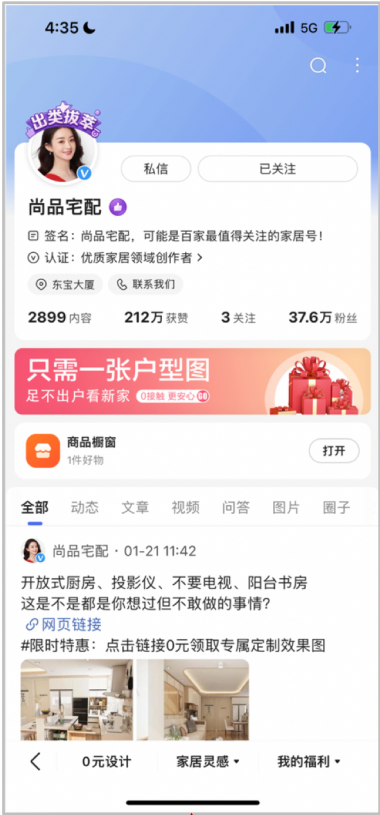 4:35
5G
出类拔萃
私信
已关注
尚品宅配
签名：尚品宅配，可能是百家最值得关注的家居号！
认证：优质家居领域创作者
东宝大厦
联系我们
2899内容
212万获赞
3关注
37.6万粉丝
只需一张户型图
足不出户看新家
0接触 更安心 GO
商品橱窗
1件好物
打开
全部 动态 文章 视频 问答 图片 圈子
尚品宅配 · 01-21 11:42
开放式厨房、投影仪、不要电视、阳台书房
这是不是都是你想过但不敢做的事情？
网页链接
#限时特惠：点击链接0元领取专属定制效果图
0元设计
家居灵感
我的福利